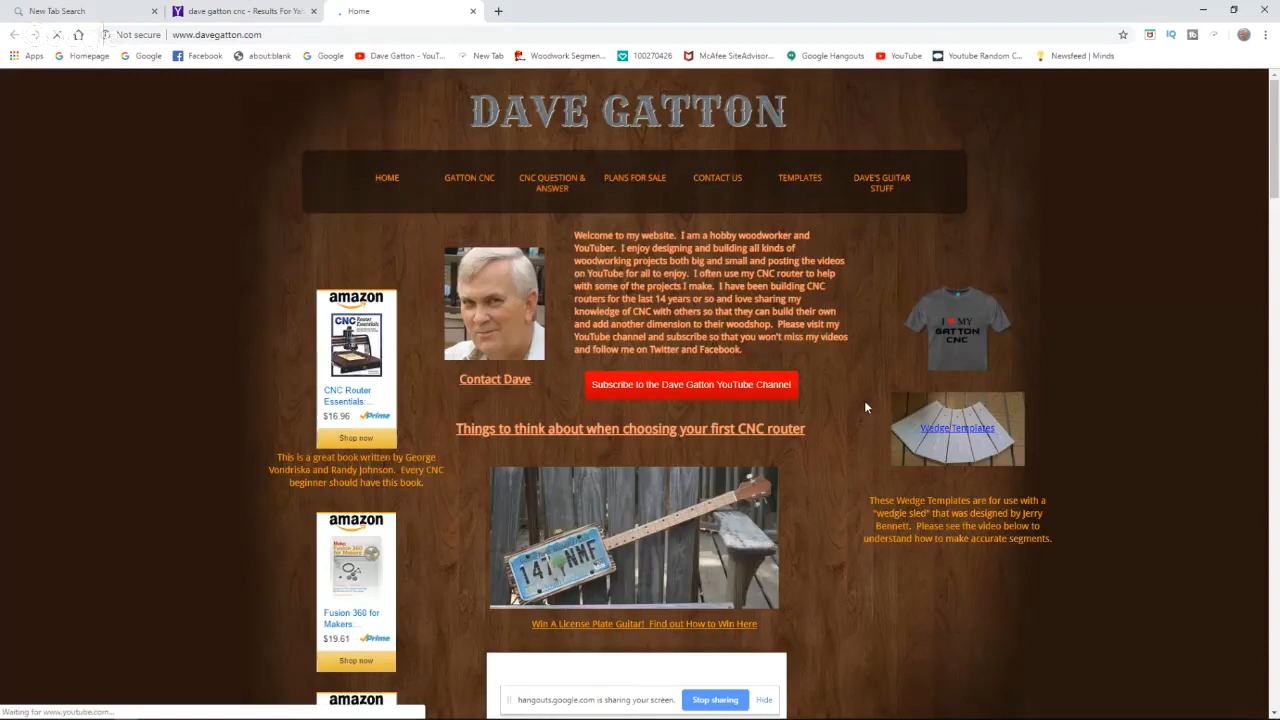 New Tab Search
dave gatton cnc - Results For Ya
Home
Not secure
www.davegatton.com
Apps
Homepage
Google
Facebook
about:blank
Google
Dave Gatton - YouT...
New Tab
Woodwork Segmen...
100270426
McAfee SiteAdvisor...
Google Hangouts
YouTube
Youtube Random C...
Newsfeed | Minds
DAVE GATTON
HOME
GATTON CNC
CNC QUESTION &
ANSWER
PLANS FOR SALE
CONTACT US
TEMPLATES
DAVE'S GUITAR
STUFF
Welcome to my website. I am a hobby woodworker and
YouTuber. I enjoy designing and building all kinds of
woodworking projects both big and small and posting the videos
on YouTube for all to enjoy. I often use my CNC router to help
with some of the projects I make. I have been building CNC
routers for the last 14 years or so and love sharing my
knowledge of CNC with others so that they can build their own
and add another dimension to their woodshop. Please visit my
YouTube channel and subscribe so that you won't miss my videos
and follow me on Twitter and Facebook.
Contact Dave
Subscribe to the Dave Gatton YouTube Channel
Things to think about when choosing your first CNC router
amazon
CNC Router
Essentials
CNC Router
Essentials:...
$16.96
Prime
Shop now
This is a great book written by George
Vondriska and Randy Johnson. Every CNC
beginner should have this book.
amazon
Fusion 360
for Makers
Fusion 360 for
Makers:...
$19.61
Prime
Shop now
amazon
I MY
GATTON
CNC
Wedge Templates
These Wedge Templates are for use with a
"wedgie sled" that was designed by Jerry
Bennett. Please see the video below to
understand how to make accurate segments.
NMF
Win A License Plate Guitar! Find out How to Win Here
hangouts.google.com is sharing your screen.
Stop sharing
Hide
Waiting for www.youtube.com...